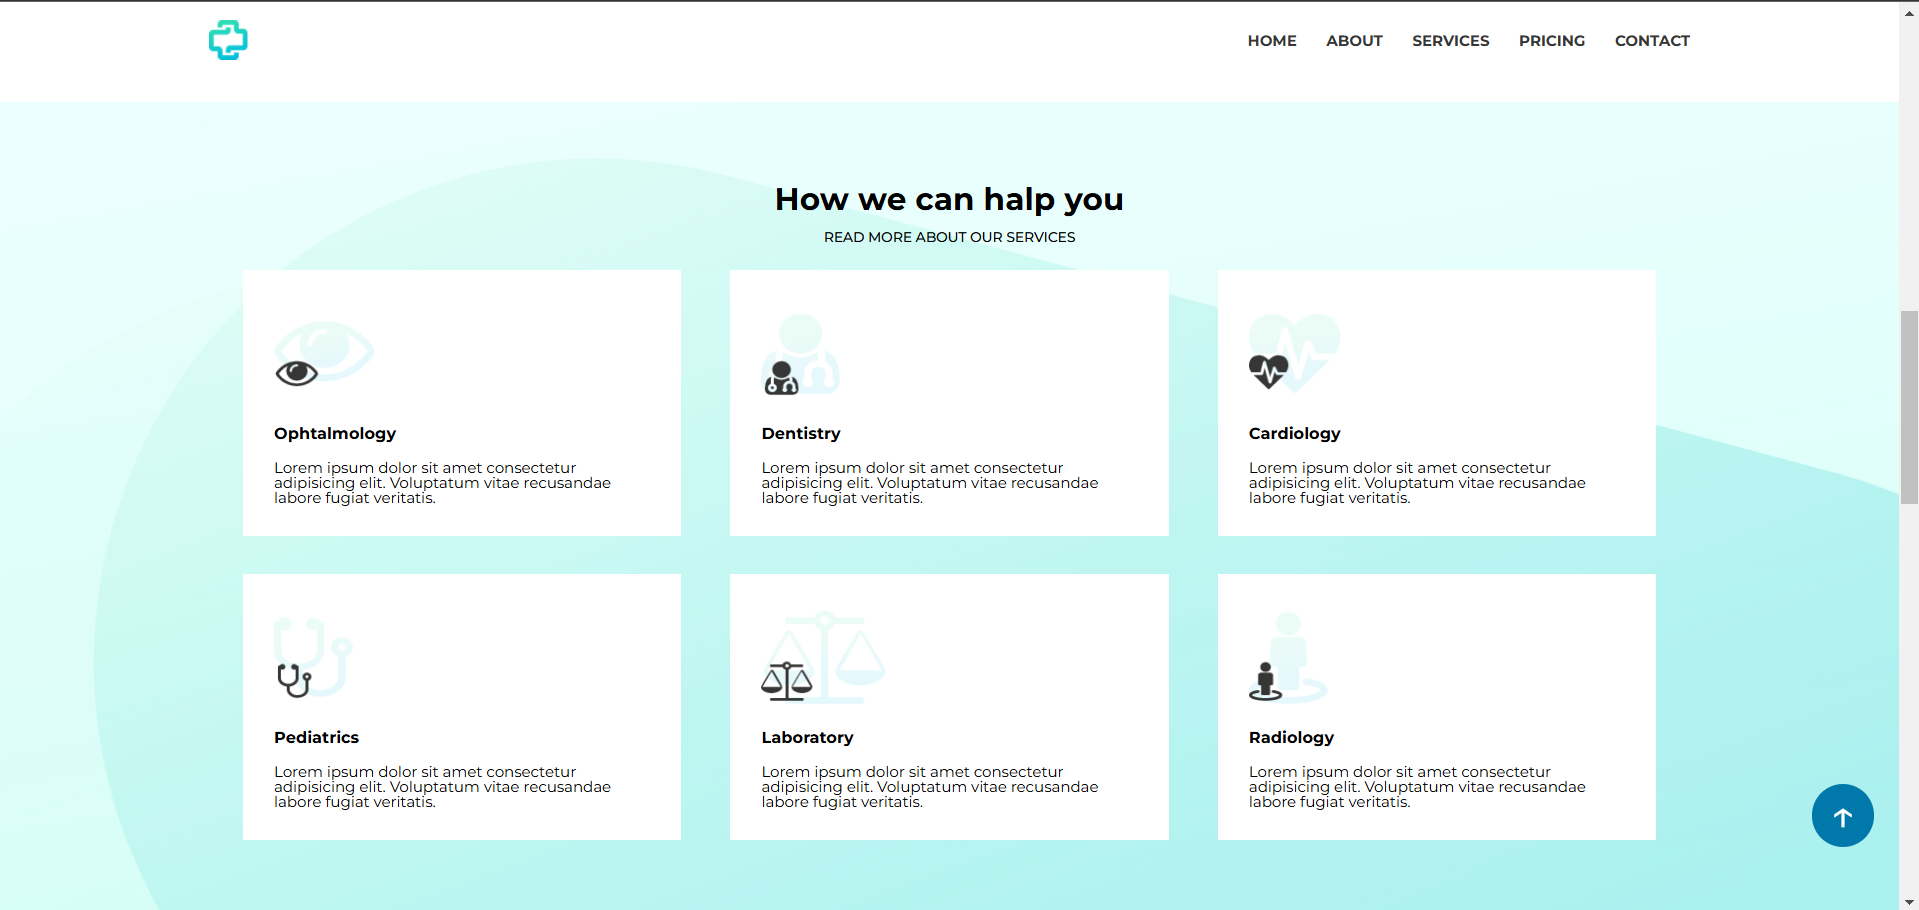 HOME ABOUT SERVICES PRICING CONTACT
How we can halp you
READ MORE ABOUT OUR SERVICES
Ophtalmology
Lorem ipsum dolor sit amet consectetur
adipisicing elit. Voluptatum vitae recusandae
labore fugiat veritatis.
Dentistry
Lorem ipsum dolor sit amet consectetur
adipisicing elit. Voluptatum vitae recusandae
labore fugiat veritatis.
Cardiology
Lorem ipsum dolor sit amet consectetur
adipisicing elit. Voluptatum vitae recusandae
labore fugiat veritatis.
Pediatrics
Lorem ipsum dolor sit amet consectetur
adipisicing elit. Voluptatum vitae recusandae
labore fugiat veritatis.
Laboratory
Lorem ipsum dolor sit amet consectetur
adipisicing elit. Voluptatum vitae recusandae
labore fugiat veritatis.
Radiology
Lorem ipsum dolor sit amet consectetur
adipisicing elit. Voluptatum vitae recusandae
labore fugiat veritatis.